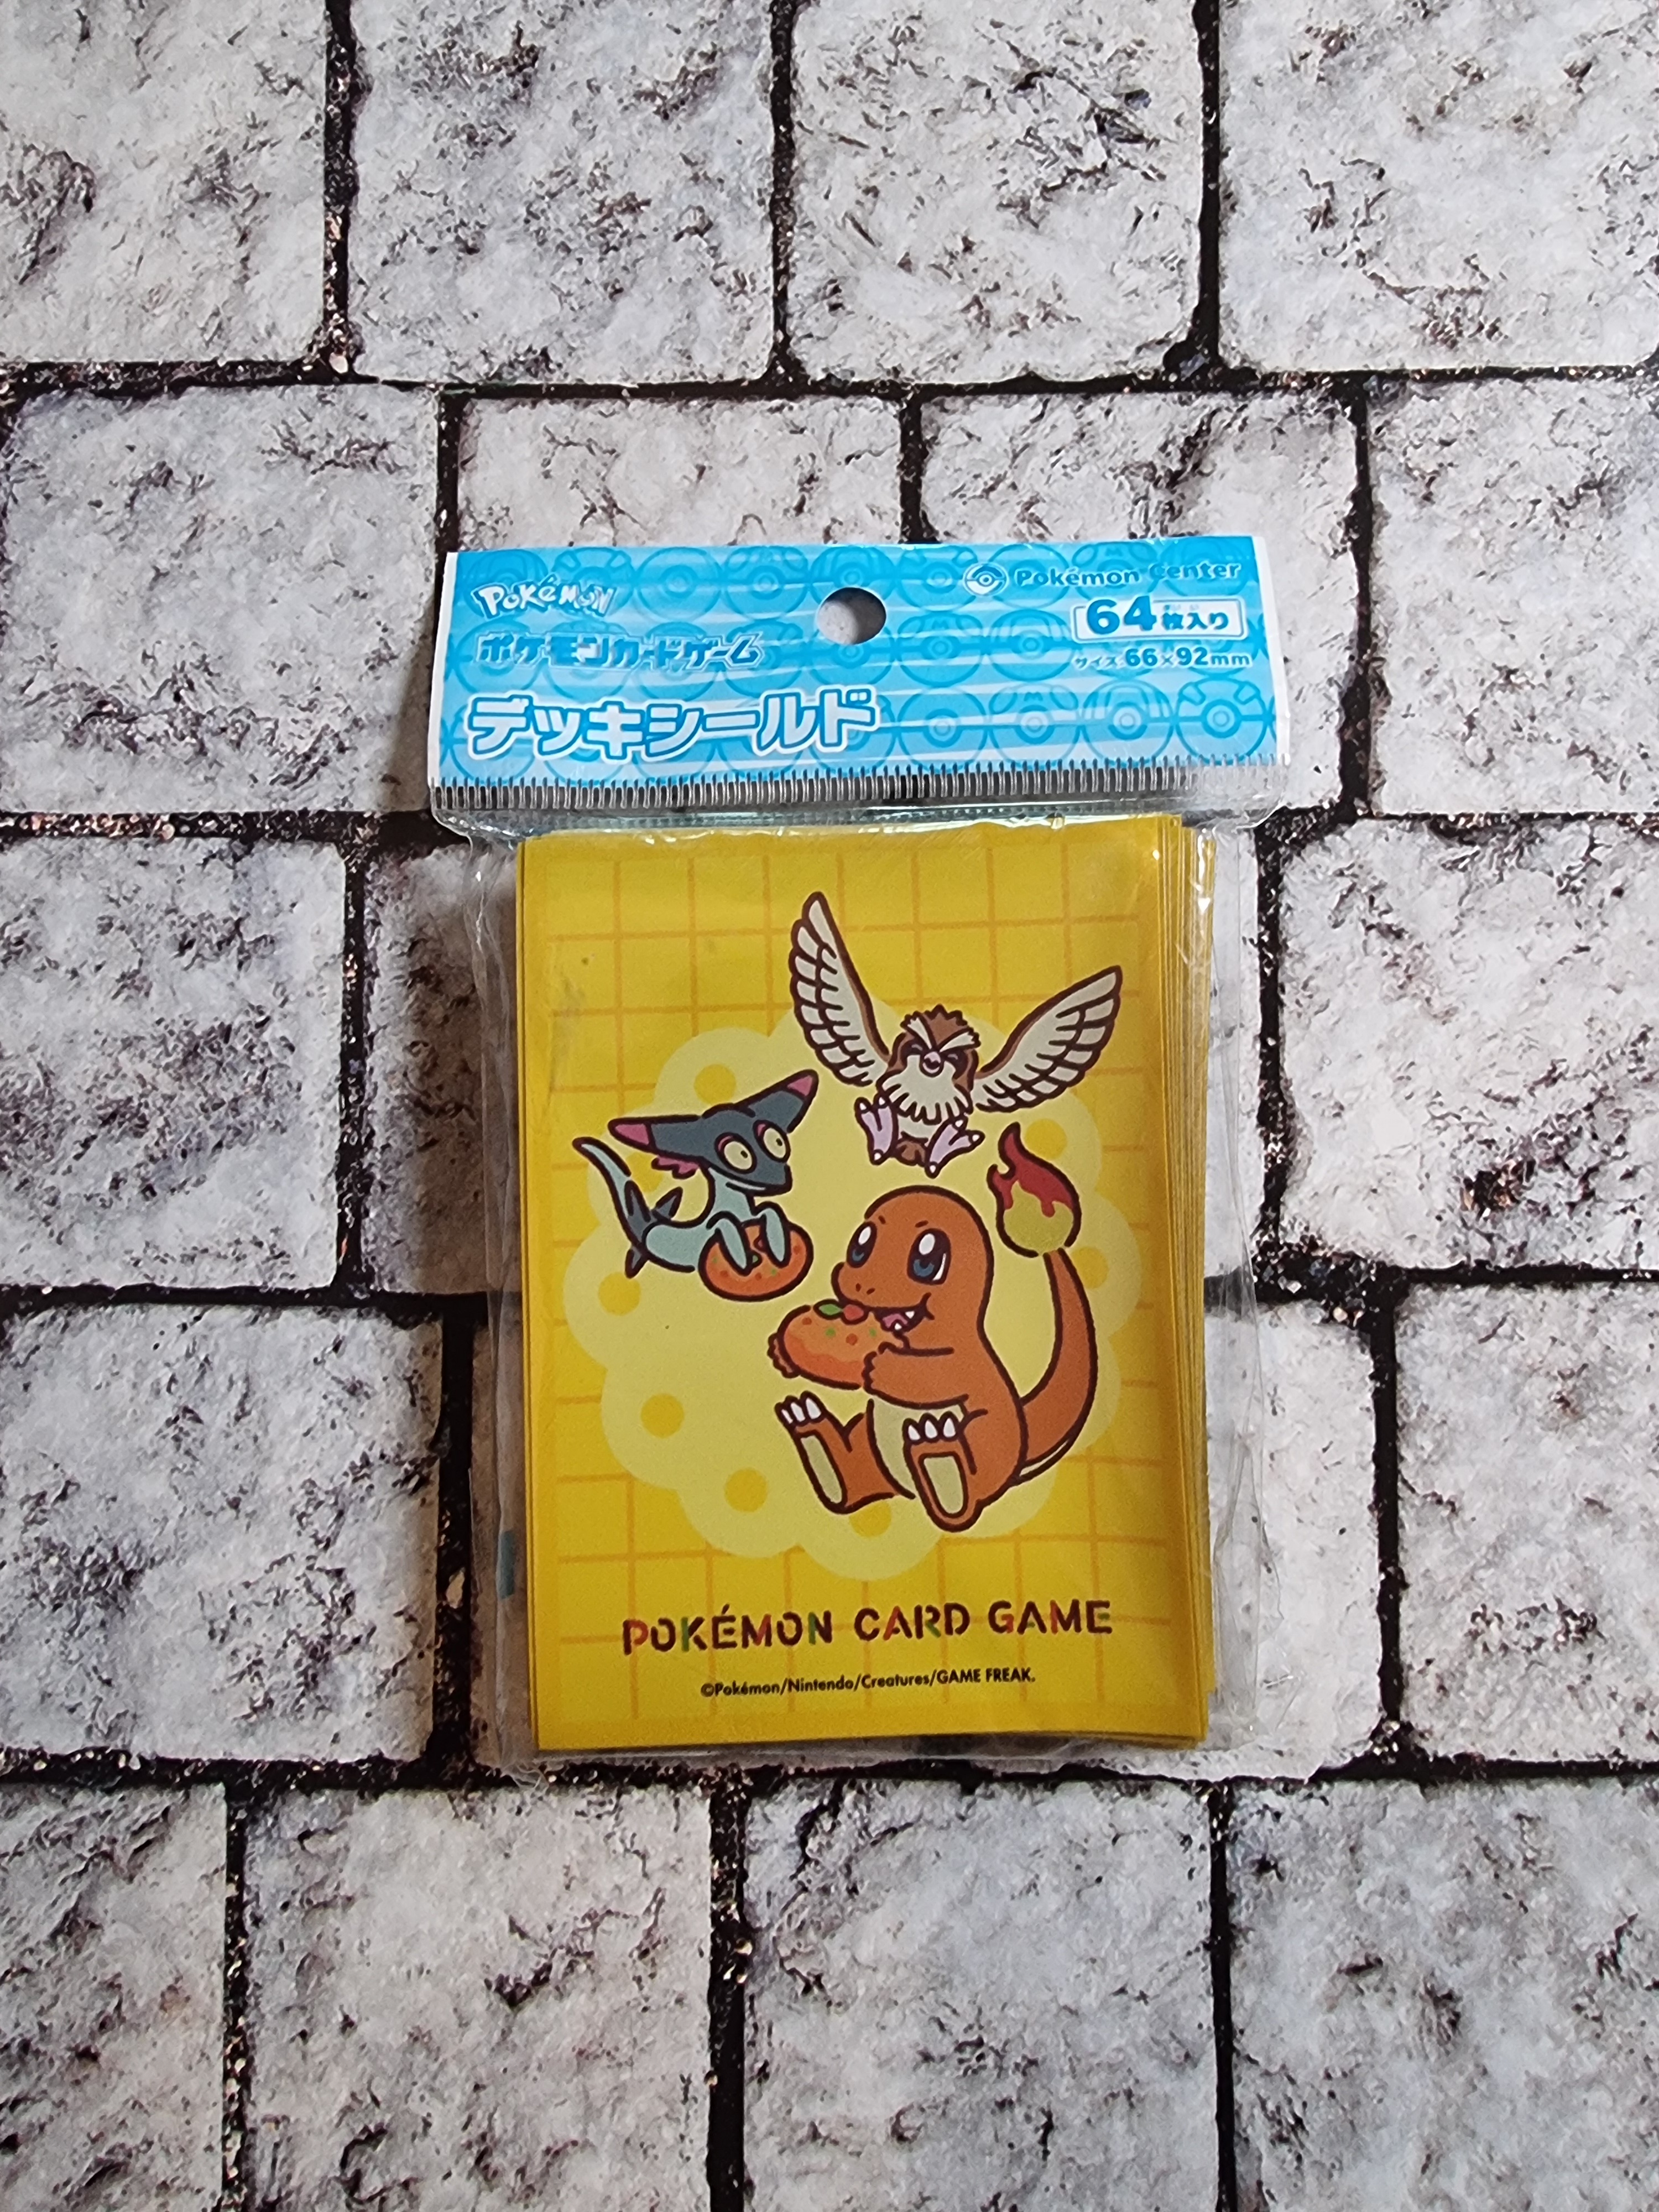 Pokémon
Pokémon Center
ポケモンカードゲーム
64枚入り
サイズ:66×92mm
デッキシールド
POKÉMON CARD GAME
©Pokémon/Nintendo/Creatures/GAME FREAK.